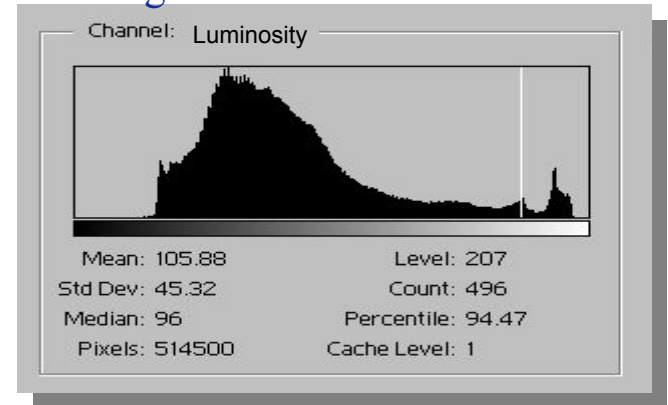 Channel: Luminosity
Mean: 105.88 Level: 207
Std Dev: 45.32 Count: 496
Median: 96 Percentile: 94.47
Pixels: 514500 Cache Level: 1